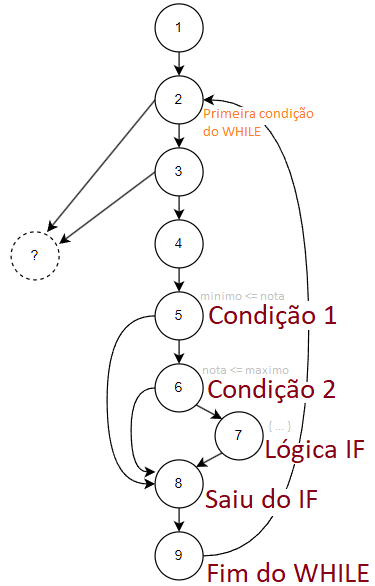 1
2
Primeira condição
do WHILE
3
?
4
minimo <= nota
5
Condição 1
nota <= maximo
6
Condição 2
7
{ ... }
Lógica IF
8
Saiu do IF
9
Fim do WHILE